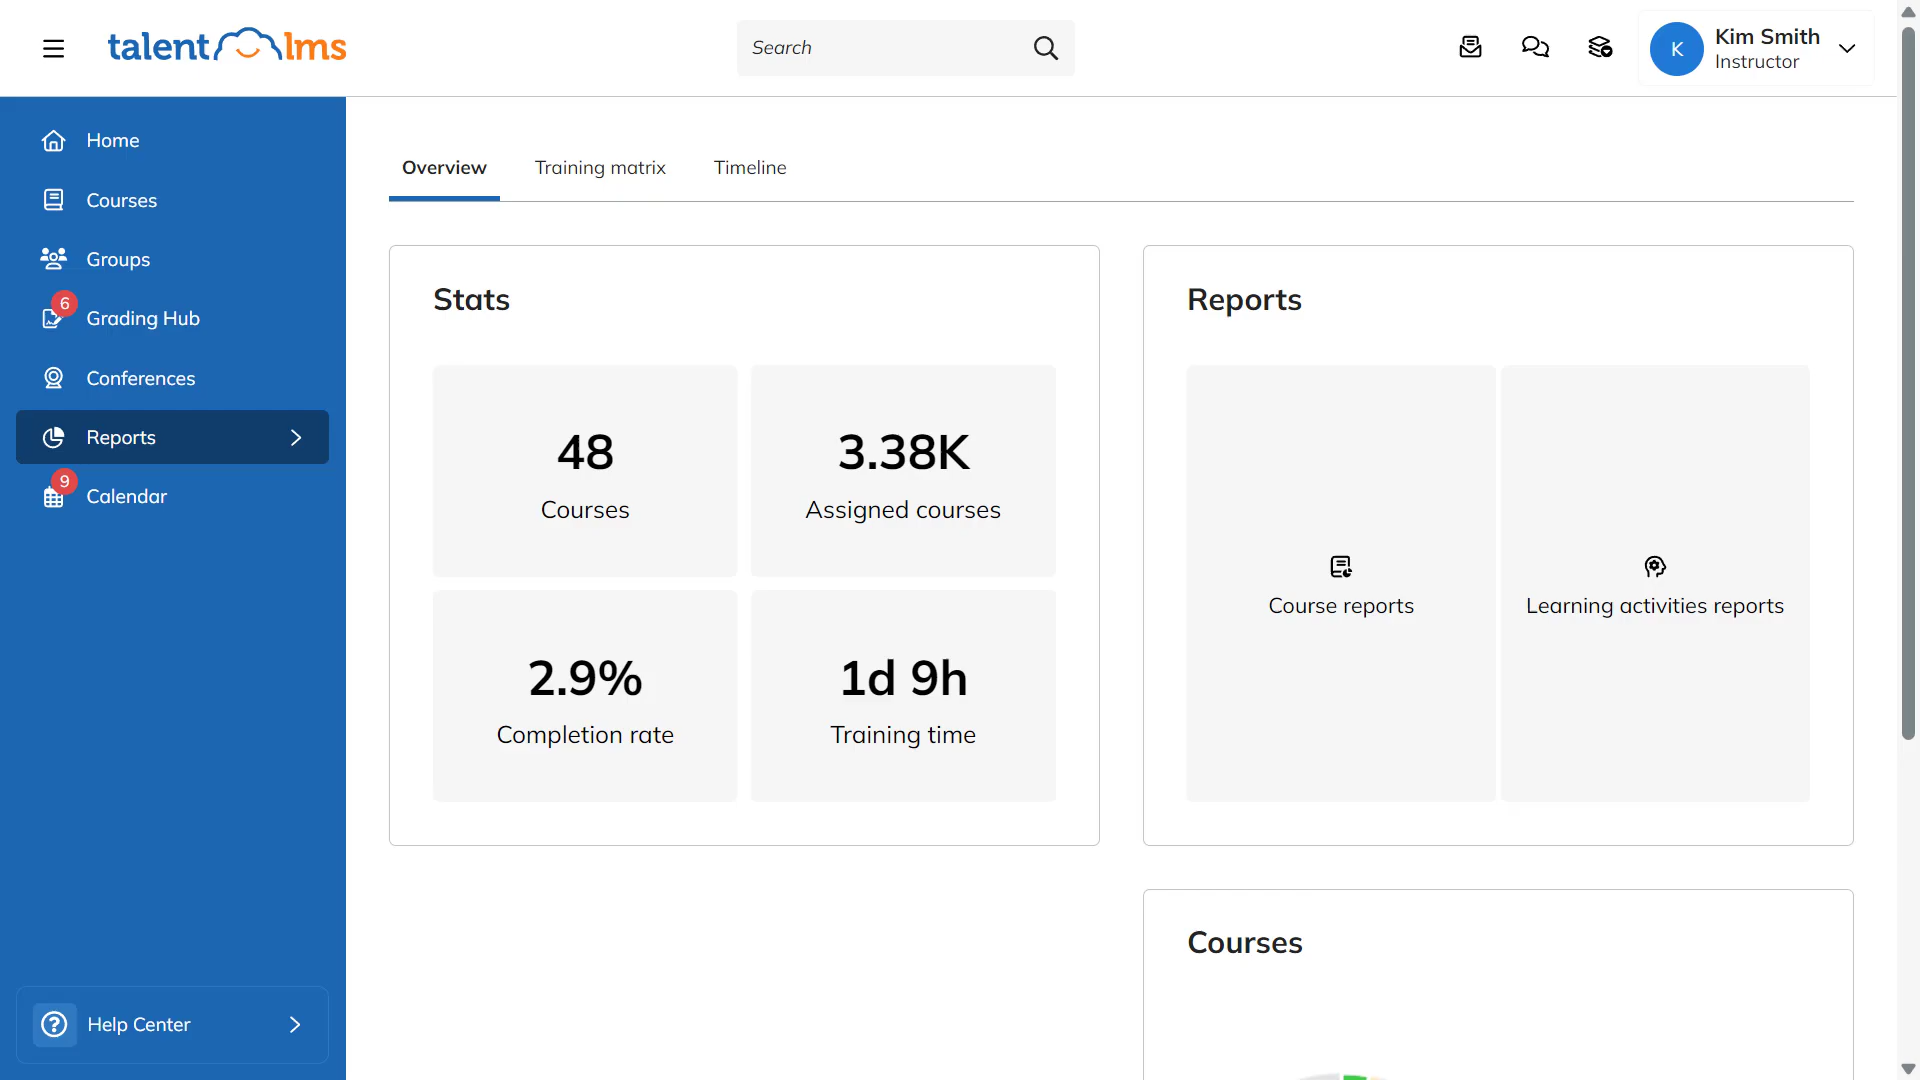 talent lms
Search
K
Kim Smith
Instructor
Home
Courses
Groups
6
Grading Hub
Conferences
Reports
9
Calendar
Help Center
Overview
Training matrix
Timeline
Stats
48
Courses
3.38K
Assigned courses
2.9%
Completion rate
1d 9h
Training time
Reports
Course reports
Learning activities reports
Courses